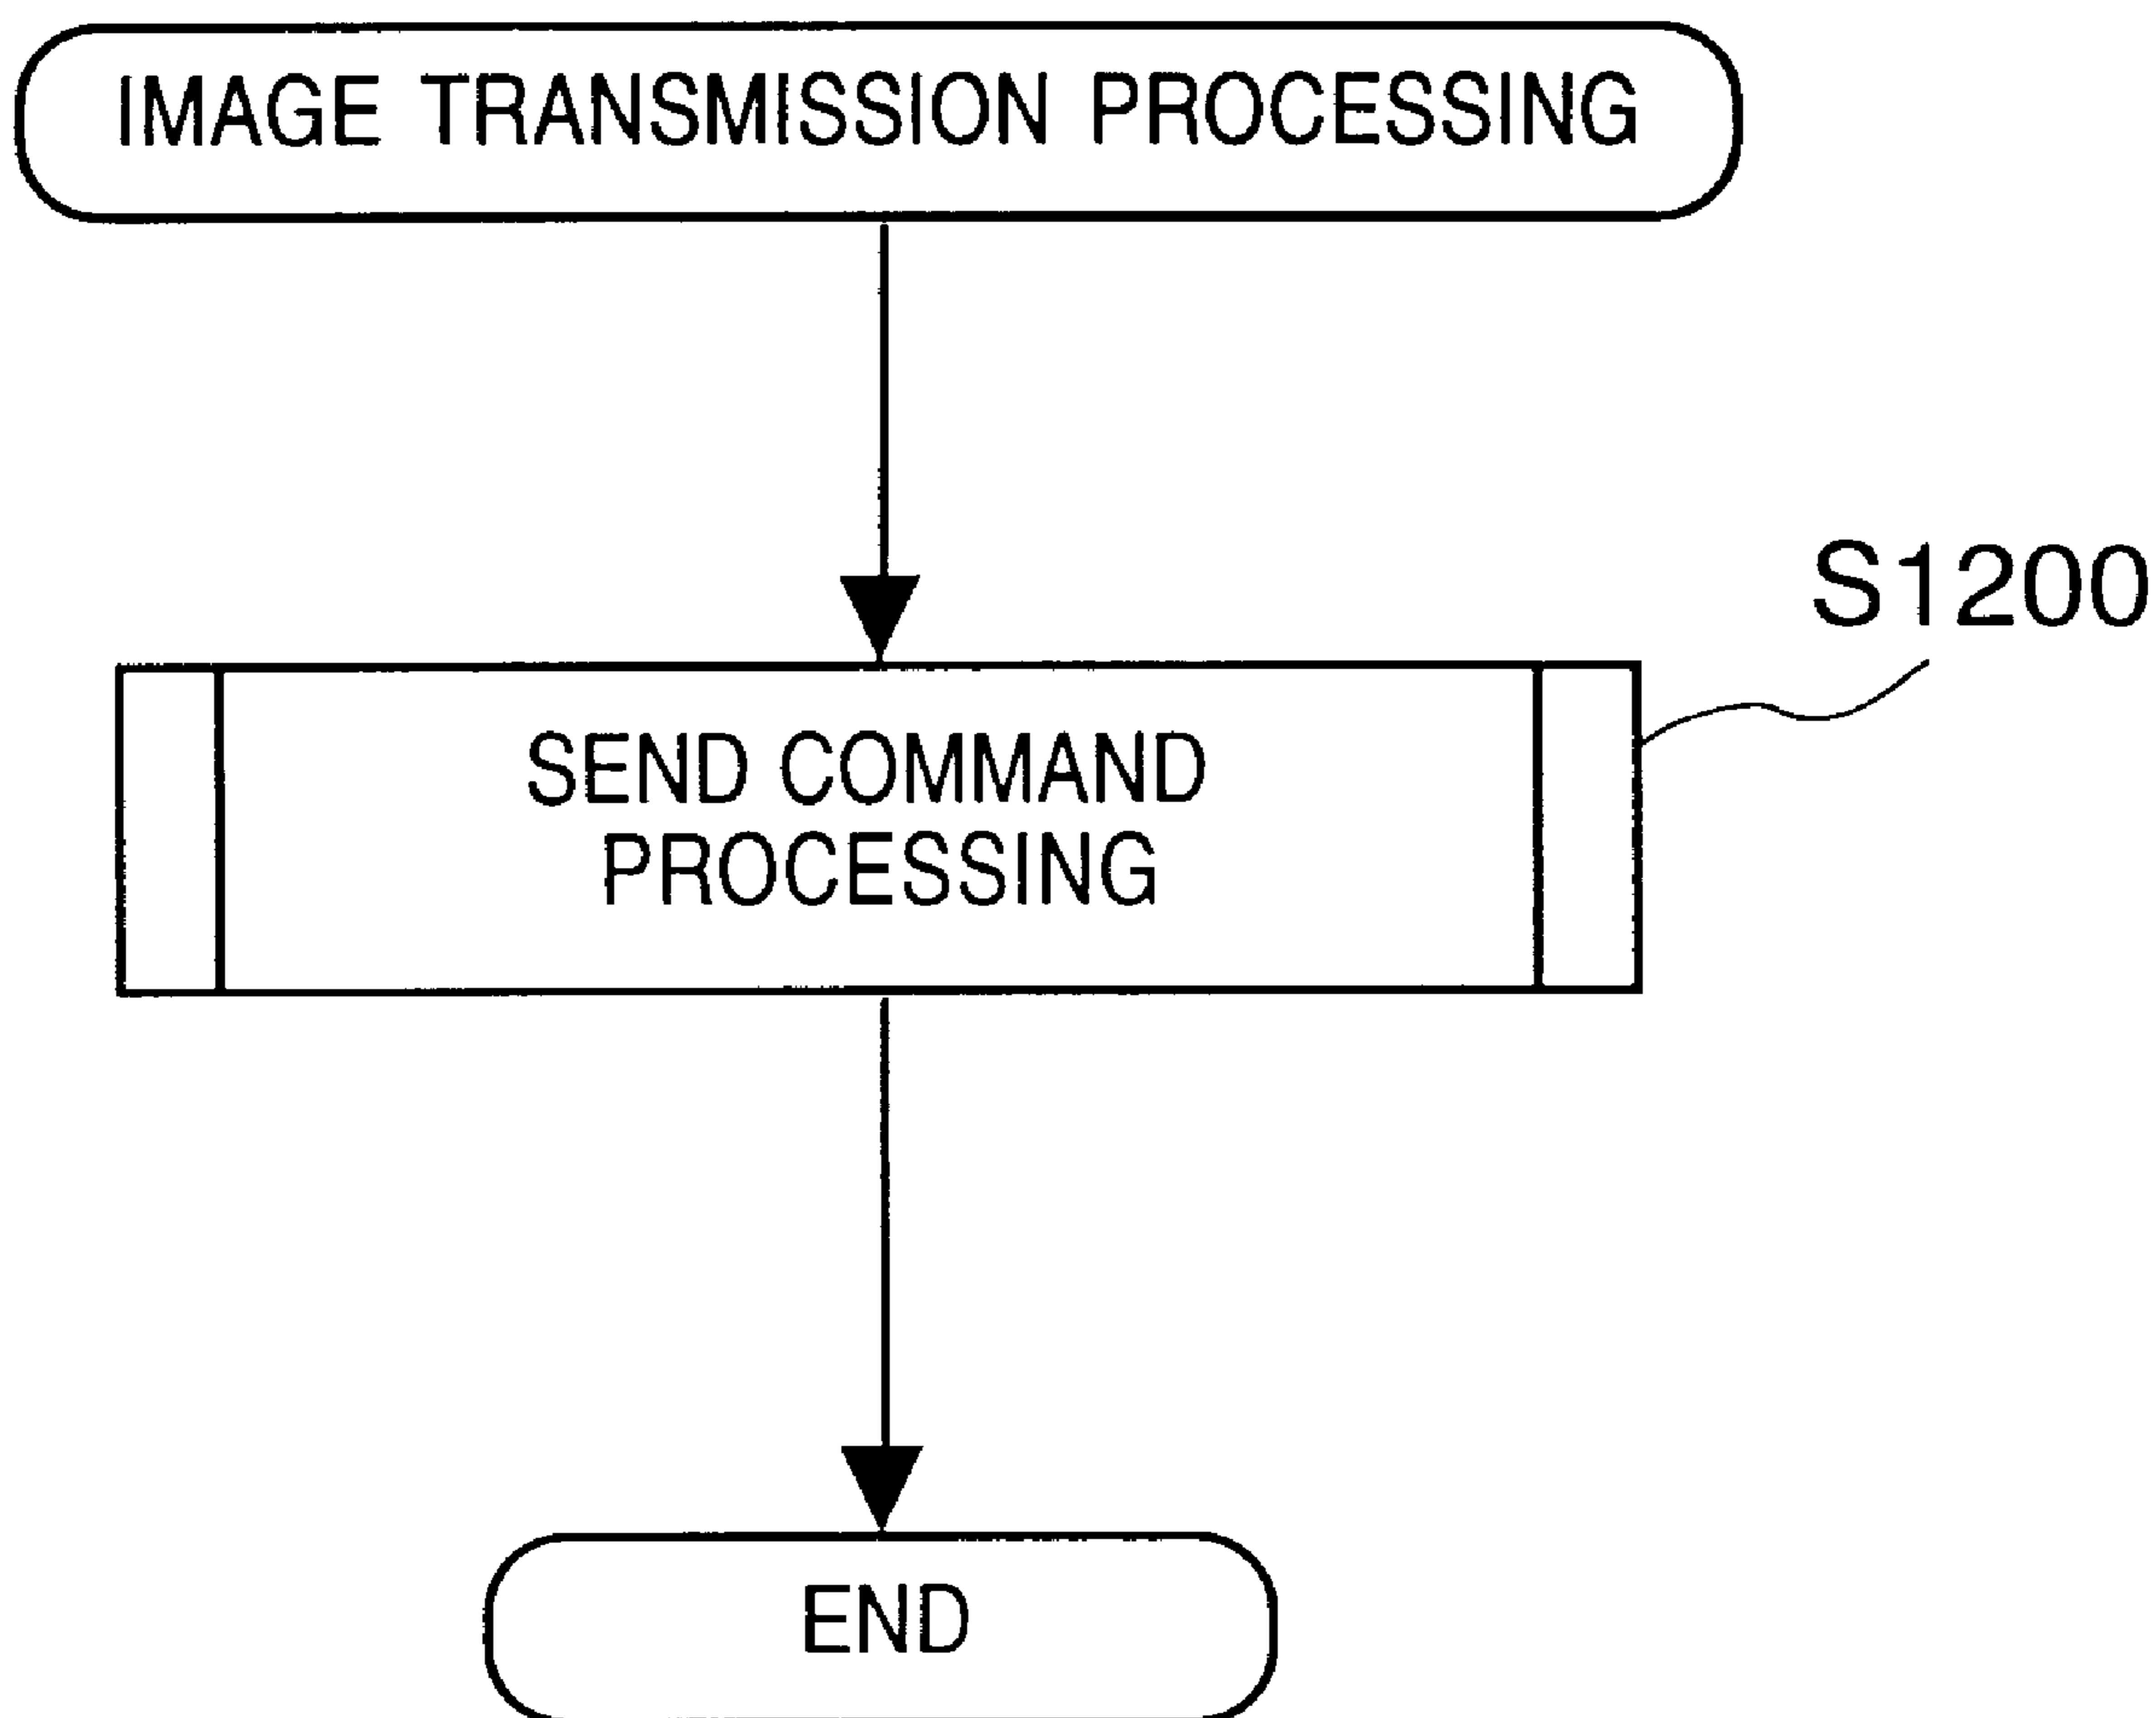 IMAGE TRANSMISSION PROCESSING
S1200
SEND COMMAND
PROCESSING
END